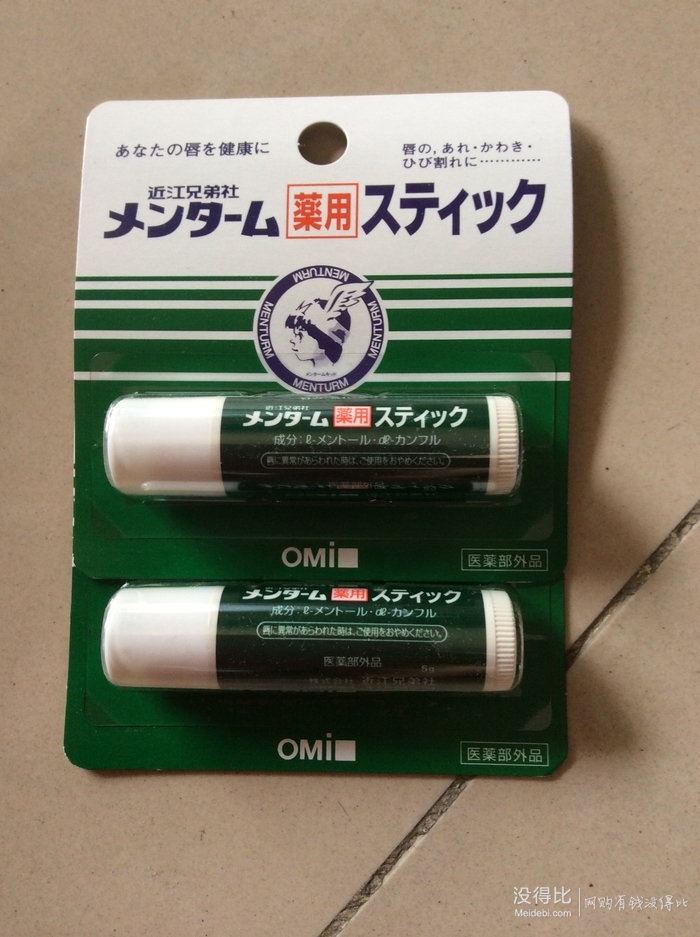 あなたの唇を健康に
唇の,あれ・かわき・
ひび割れに…………
近江兄弟社
メンターム 薬用 スティック
MENTURM
MENTURM
MENTURM
MENTURM
メンタームキッド
近江兄弟社
メンターム 薬用 スティック
成分:ℓ-メントール・dℓ-カンフル
唇に異常があらわれた時は、ご使用をおやめください。
OMi
医薬部外品
メンターム 薬用 スティック
成分:ℓ-メントール・dℓ-カンフル
唇に異常があらわれた時は、ご使用をおやめください。
医薬部外品
5g
株式会社 近江兄弟社
OMi
医薬部外品
没得比
Meidebi.com
网购有钱没得比